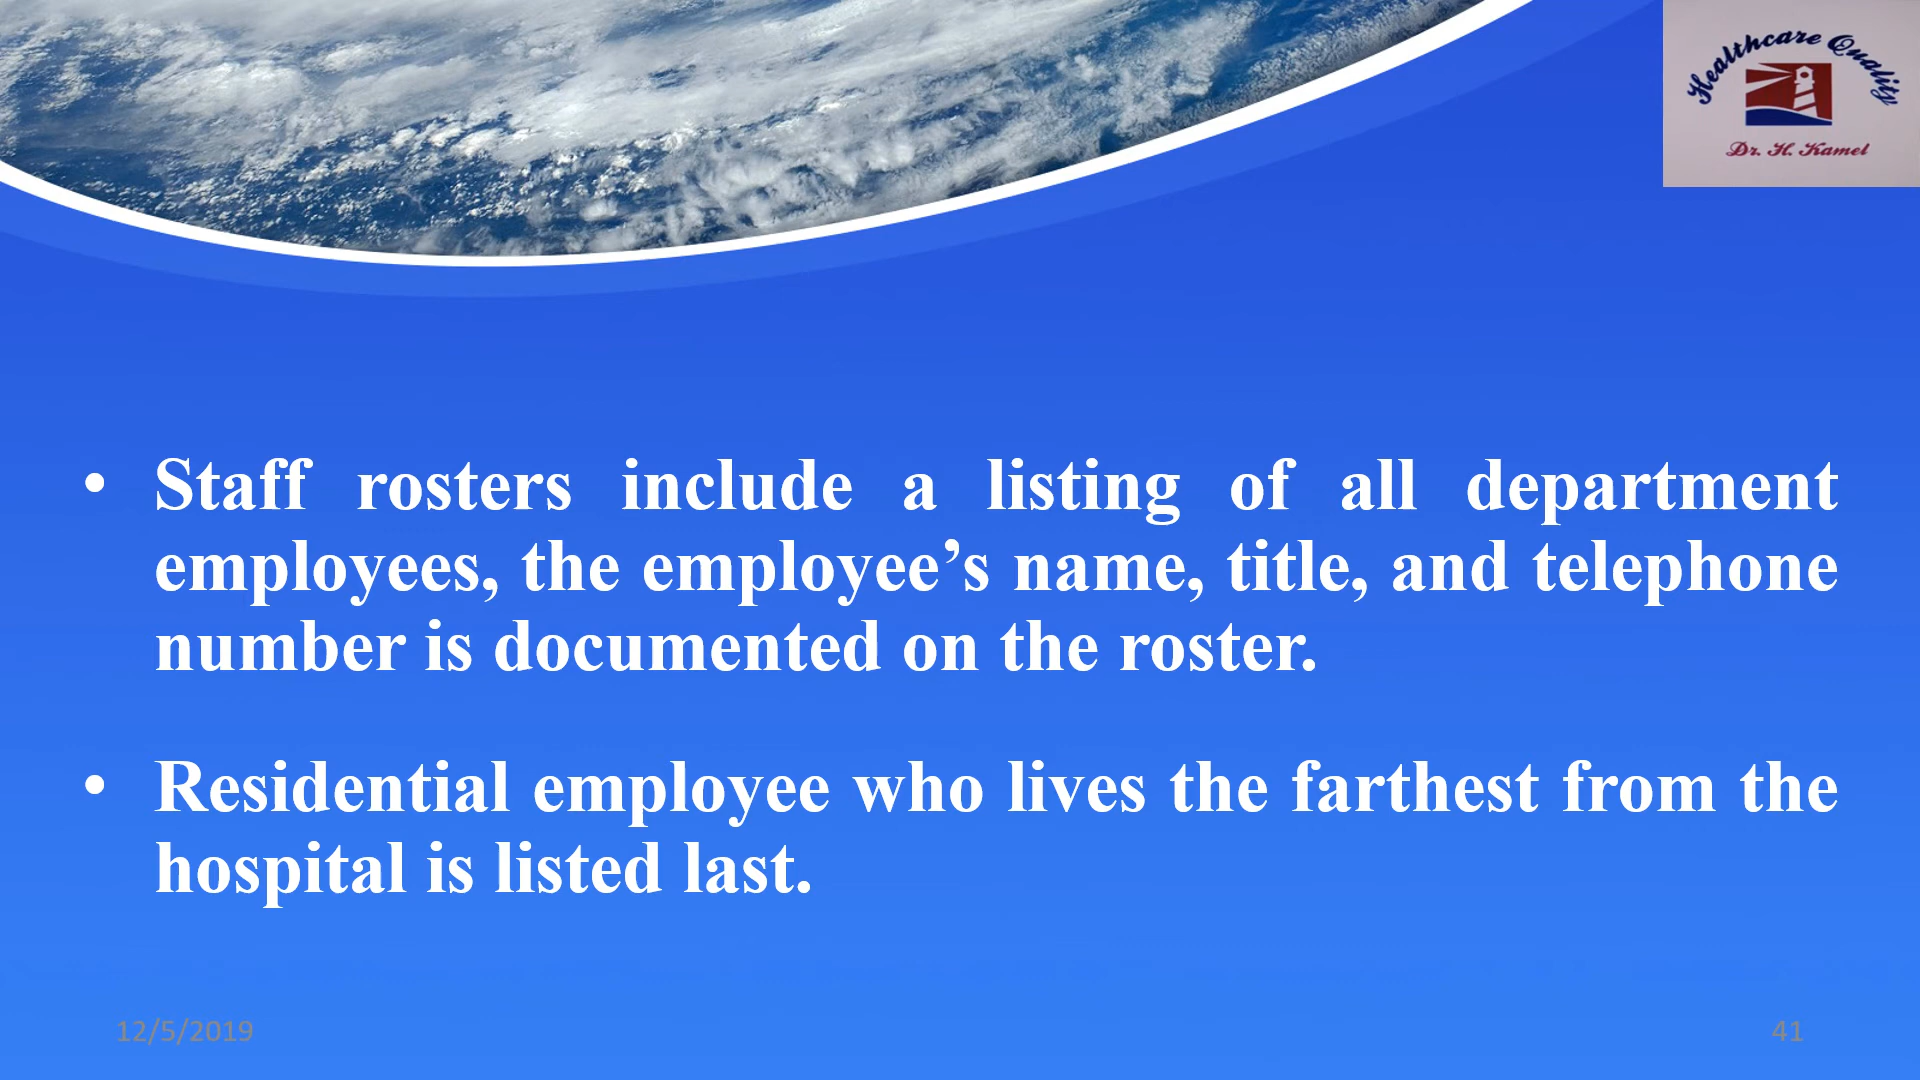 Healthcare Quality
Dr. H. Kamel
• Staff rosters include a listing of all department
employees, the employee’s name, title, and telephone
number is documented on the roster.
• Residential employee who lives the farthest from the
hospital is listed last.
12/5/2019
41